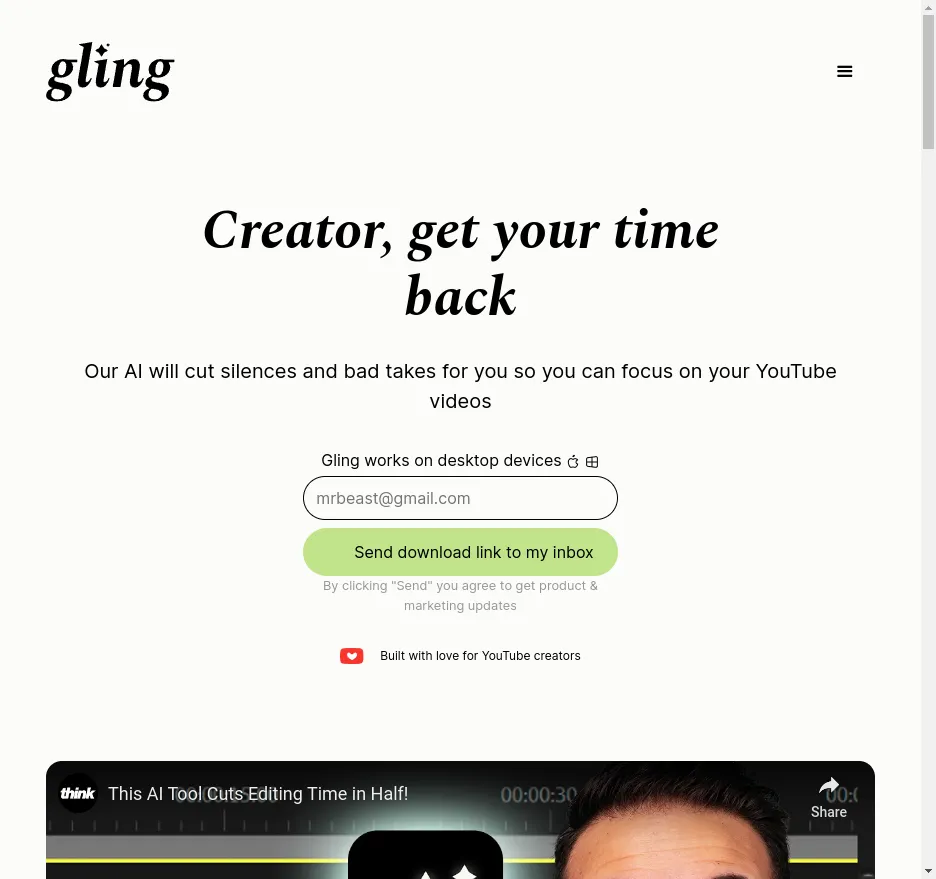 gling
Creator, get your time
back
Our AI will cut silences and bad takes for you so you can focus on your YouTube
videos
Gling works on desktop devices
mrbeast@gmail.com
Send download link to my inbox
By clicking "Send" you agree to get product &
marketing updates
Built with love for YouTube creators
think
This AI Tool Cuts Editing Time in Half!
00:00:30
Share